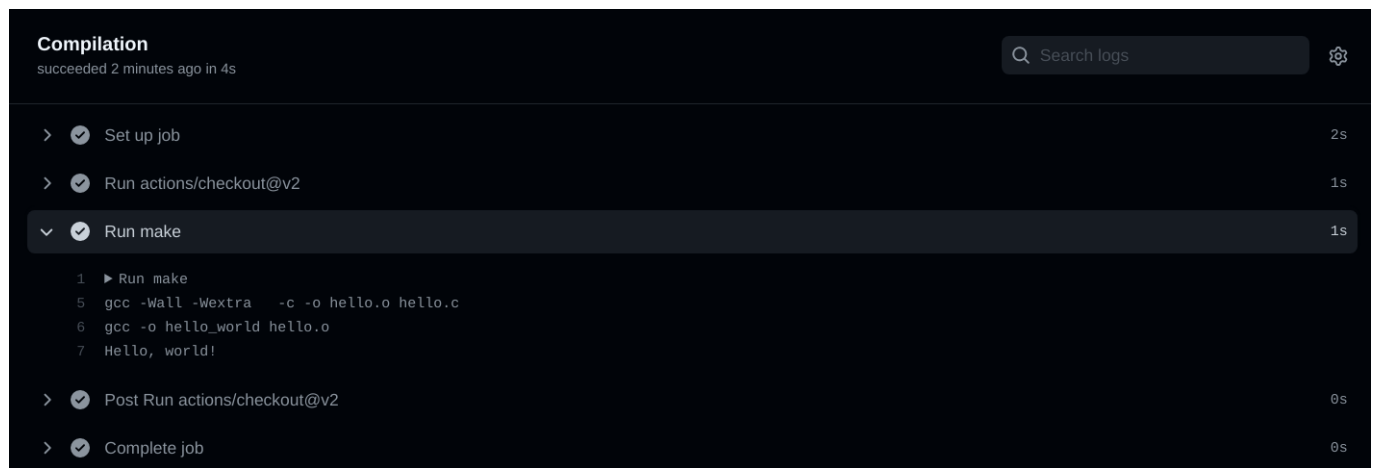 Compilation
succeeded 2 minutes ago in 4s
Search logs
Set up job 2s
Run actions/checkout@v2 1s
Run make 1s
1 Run make
5 gcc -Wall -Wextra   -c -o hello.o hello.c
6 gcc -o hello_world hello.o
7 Hello, world!
Post Run actions/checkout@v2 0s
Complete job 0s